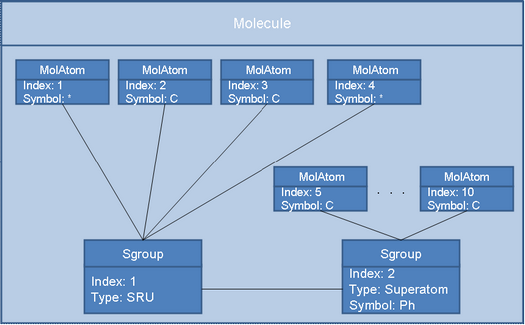 Molecule
MolAtom
Index: 1
Symbol: *
MolAtom
Index: 2
Symbol: C
MolAtom
Index: 3
Symbol: C
MolAtom
Index: 4
Symbol: *
MolAtom
Index: 5
Symbol: C
. . .
MolAtom
Index: 10
Symbol: C
Sgroup
Index: 1
Type: SRU
Sgroup
Index: 2
Type: Superatom
Symbol: Ph